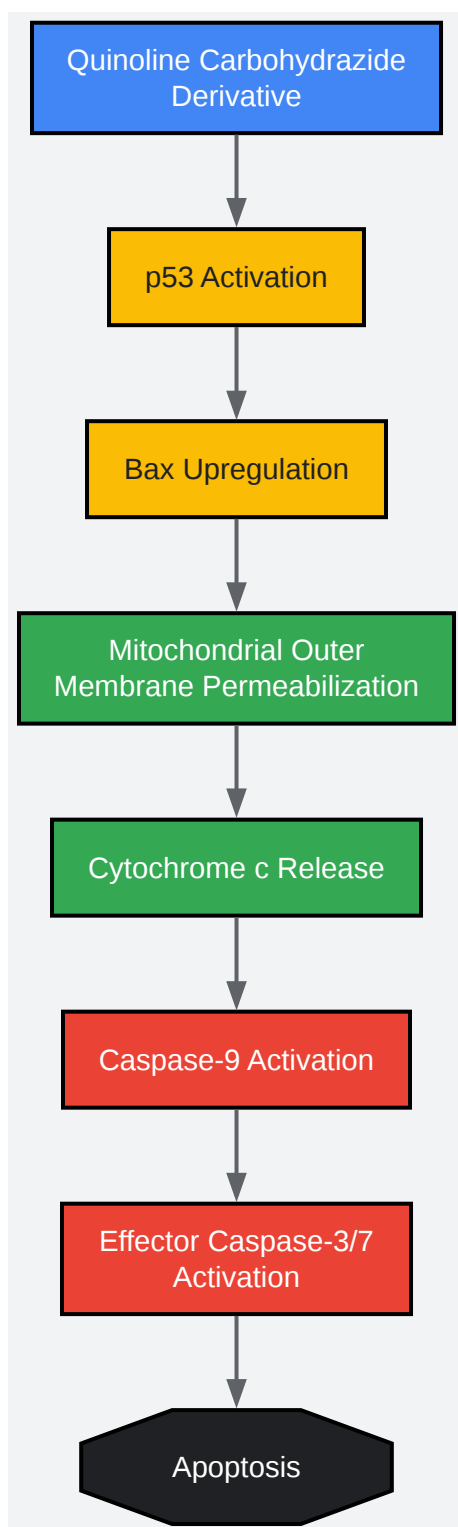 Quinoline Carbohydrazide
Derivative
p53 Activation
Bax Upregulation
Mitochondrial Outer
Membrane Permeabilization
Cytochrome c Release
Caspase-9 Activation
Effector Caspase-3/7
Activation
Apoptosis